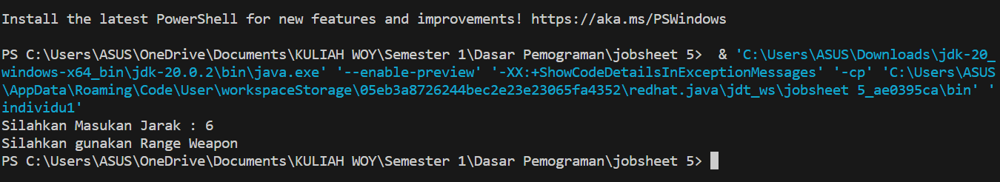 Install the latest PowerShell for new features and improvements! https://aka.ms/PSWindows
PS C:\Users\ASUS\OneDrive\Documents\KULIAH WOY\Semester 1\Dasar Pemograman\jobsheet 5>  & 'C:\Users\ASUS\Downloads\jdk-20_
windows-x64_bin\jdk-20.0.2\bin\java.exe' '--enable-preview' '-XX:+ShowCodeDetailsInExceptionMessages' '-cp' 'C:\Users\ASUS
\AppData\Roaming\Code\User\workspaceStorage\05eb3a8726244bec2e23e23065fa4352\redhat.java\jdt_ws\jobsheet 5_ae0395ca\bin' '
individu1'
Silahkan Masukan Jarak : 6
Silahkan gunakan Range Weapon
PS C:\Users\ASUS\OneDrive\Documents\KULIAH WOY\Semester 1\Dasar Pemograman\jobsheet 5>